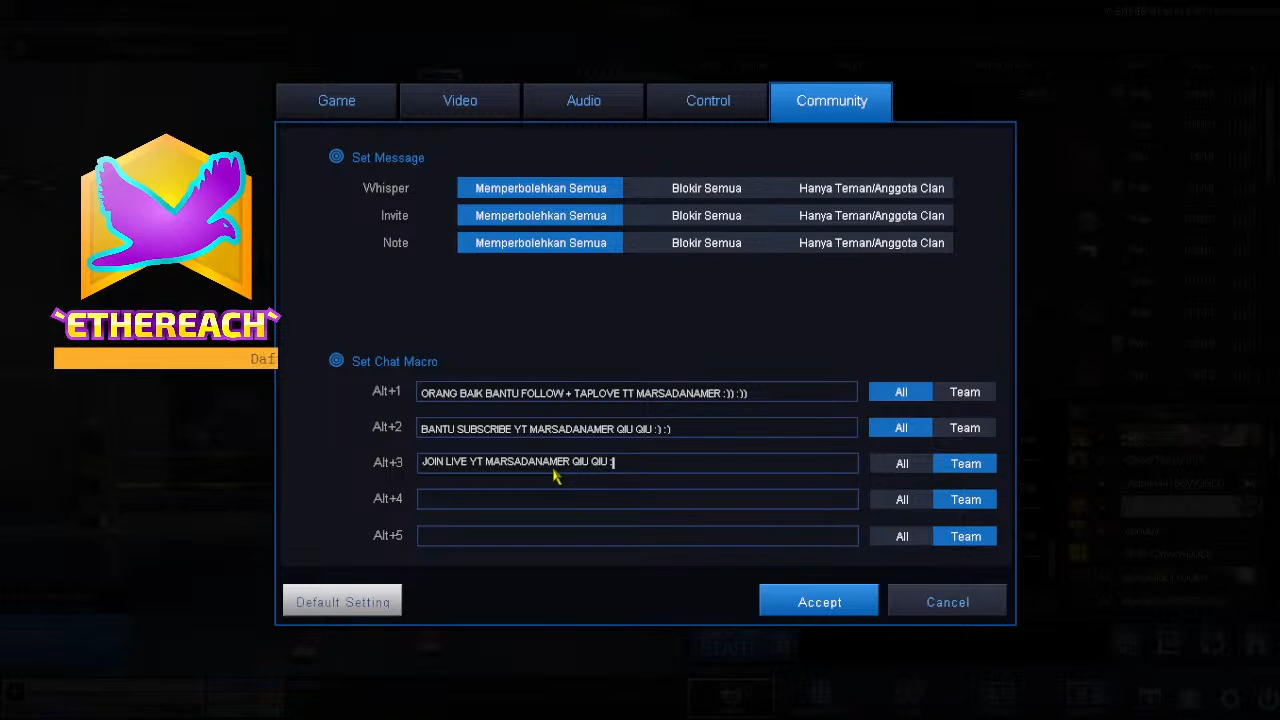 Game Video Audio Control Community
Set Message
Whisper Memperbolehkan Semua Blokir Semua Hanya Teman/Anggota Clan
Invite Memperbolehkan Semua Blokir Semua Hanya Teman/Anggota Clan
Note Memperbolehkan Semua Blokir Semua Hanya Teman/Anggota Clan
`ETHEREACH`
Daf
Set Chat Macro
Alt+1 ORANG BAIK BANTU FOLLOW + TAPLOVE TT MARSADANAMER :)) :)) All Team
Alt+2 BANTU SUBSCRIBE YT MARSADANAMER QIU QIU :) :) All Team
Alt+3 JOIN LIVE YT MARSADANAMER QIU QIU : All Team
Alt+4 All Team
Alt+5 All Team
Default Setting Accept Cancel
START